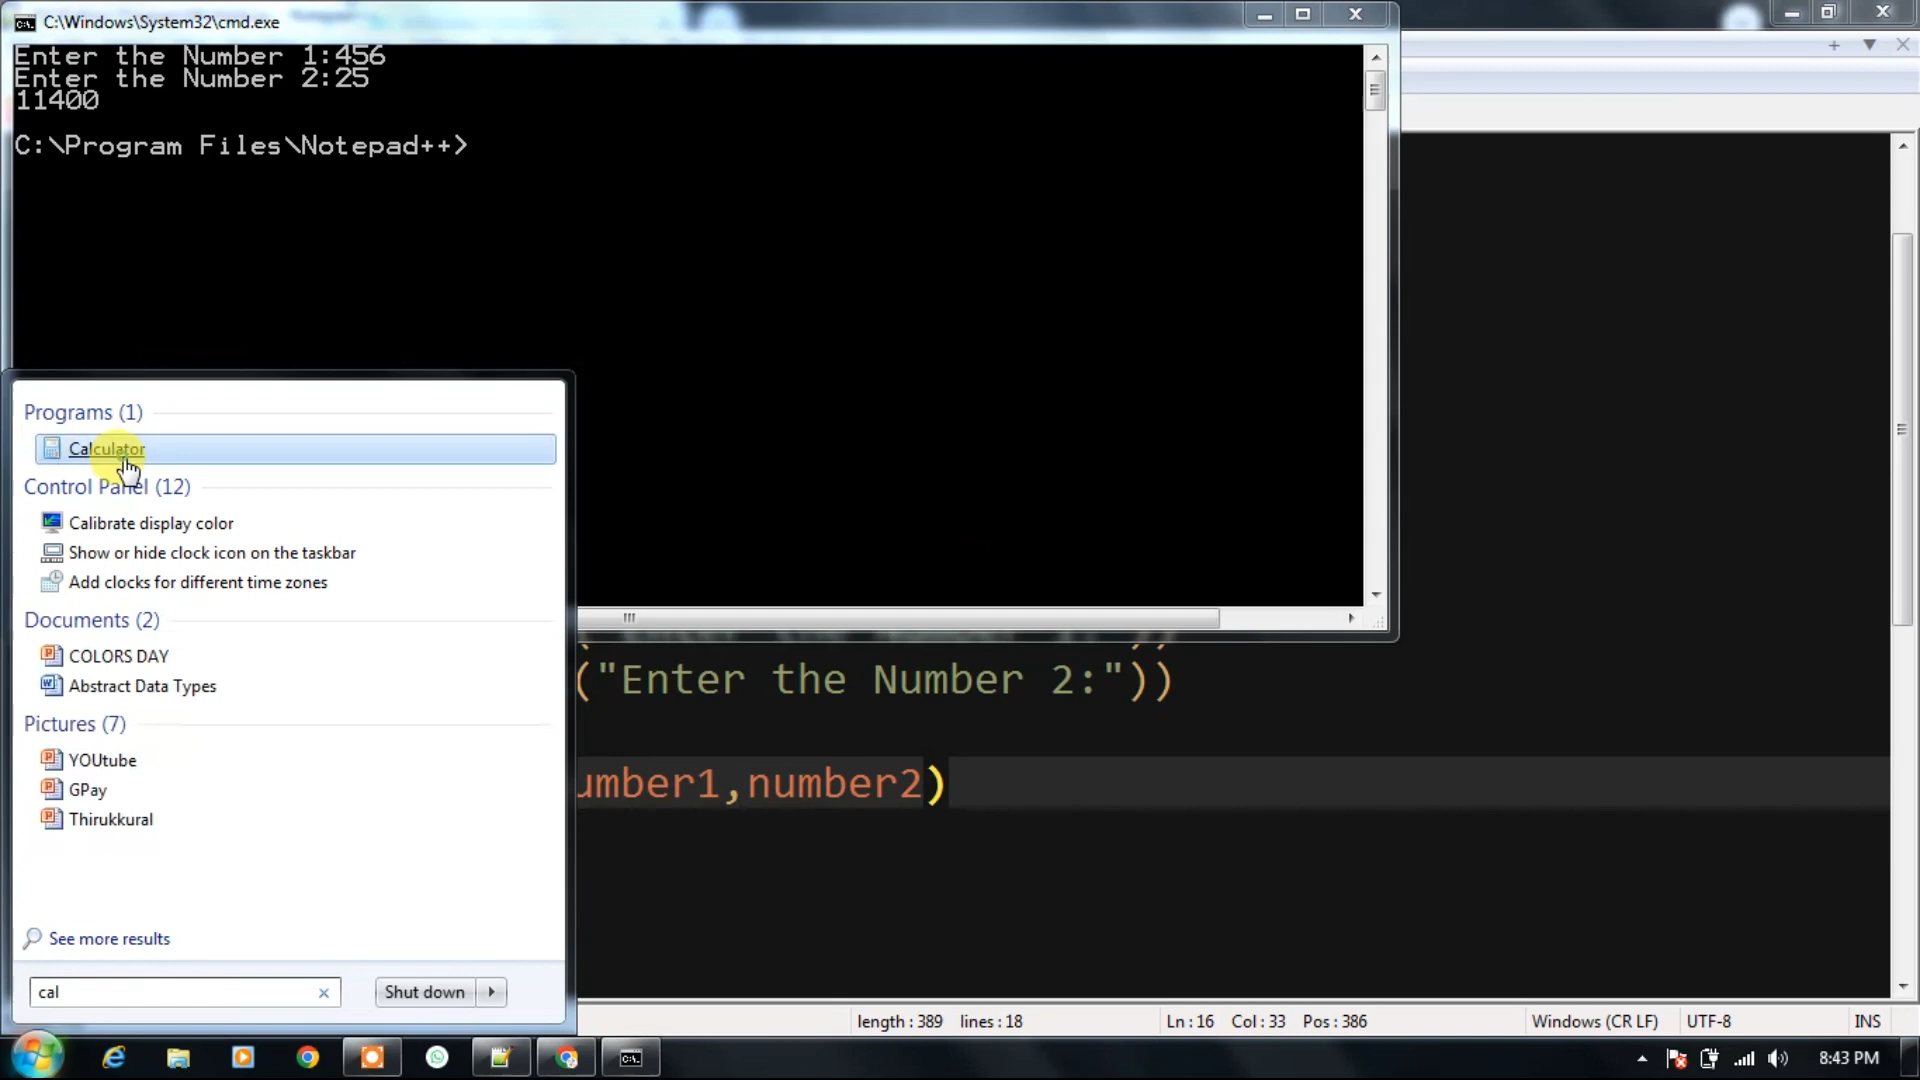 C:\Windows\System32\cmd.exe
Enter the Number 1:456
Enter the Number 2:25
11400
C:\Program Files\Notepad++>
Programs (1)
Calculator
Control Panel (12)
Calibrate display color
Show or hide clock icon on the taskbar
Add clocks for different time zones
Documents (2)
COLORS DAY
Abstract Data Types
Pictures (7)
YOUtube
GPay
Thirukkural
See more results
cal
Shut down
("Enter the Number 2:"))
umber1,number2)
length : 389 lines : 18 Ln : 16 Col : 33 Pos : 386 Windows (CR LF) UTF-8 INS
8:43 PM